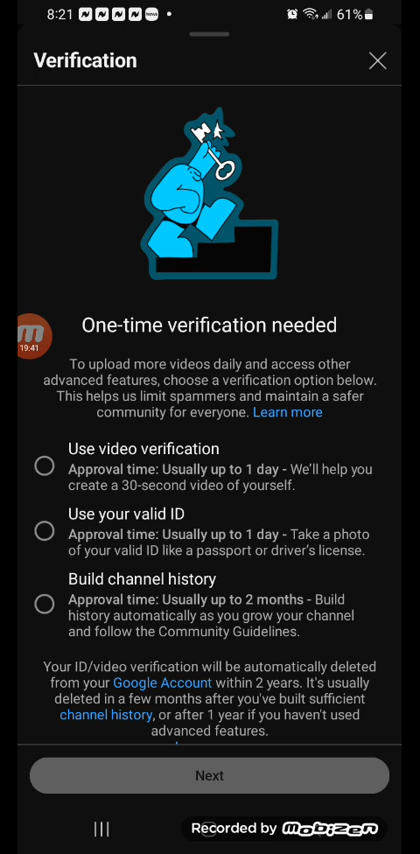 8:21
61%
Verification
19:41
One-time verification needed
To upload more videos daily and access other
advanced features, choose a verification option below.
This helps us limit spammers and maintain a safer
community for everyone. Learn more
Use video verification
Approval time: Usually up to 1 day - We'll help you
create a 30-second video of yourself.
Use your valid ID
Approval time: Usually up to 1 day - Take a photo
of your valid ID like a passport or driver's license.
Build channel history
Approval time: Usually up to 2 months - Build
history automatically as you grow your channel
and follow the Community Guidelines.
Your ID/video verification will be automatically deleted
from your Google Account within 2 years. It's usually
deleted in a few months after you've built sufficient
channel history, or after 1 year if you haven't used
advanced features.
Next
Recorded by mobizen